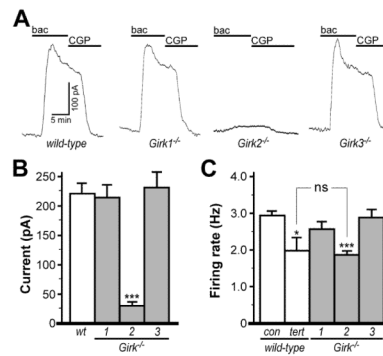 A
bac bac bac bac
CGP CGP CGP CGP
100 pA
5 min
wild-type Girk1-/- Girk2-/- Girk3-/-
B
Current (pA)
250
200
150
100
50
0
***
wt 1 2 3
Girk-/-
C
Firing rate (Hz)
4.0
3.0
2.0
1.0
0.0
ns
* ***
con tert 1 2 3
wild-type Girk-/-